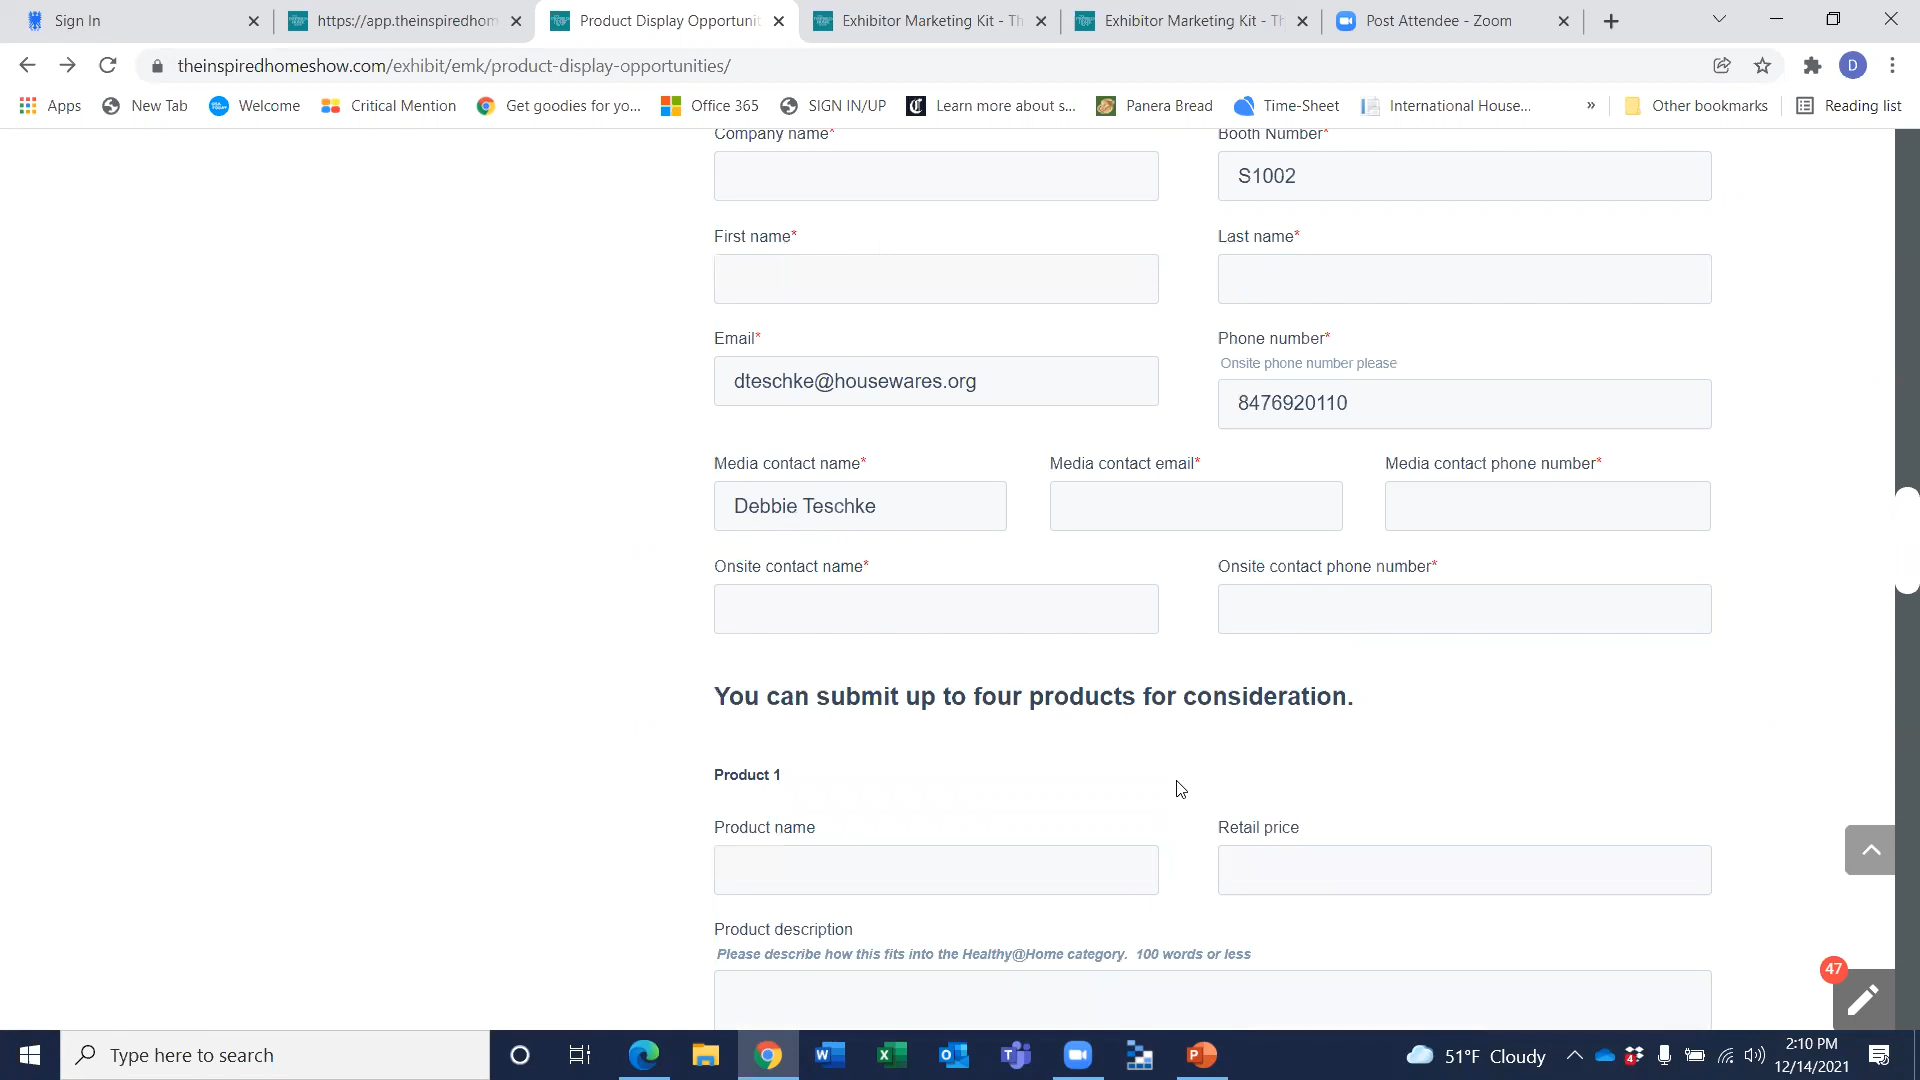 Sign In
https://app.theinspiredhom
Product Display Opportunit
Exhibitor Marketing Kit - Th
Exhibitor Marketing Kit - Th
Post Attendee - Zoom
theinspiredhomeshow.com/exhibit/emk/product-display-opportunities/
D
Apps
New Tab
Welcome
Critical Mention
Get goodies for yo...
Office 365
SIGN IN/UP
Learn more about s...
Panera Bread
Time-Sheet
International House...
»
Other bookmarks
Reading list
Company name*
Booth Number*
S1002
First name*
Last name*
Email*
Phone number*
Onsite phone number please
dteschke@housewares.org
8476920110
Media contact name*
Media contact email*
Media contact phone number*
Debbie Teschke
Onsite contact name*
Onsite contact phone number*
You can submit up to four products for consideration.
Product 1
Product name
Retail price
Product description
Please describe how this fits into the Healthy@Home category. 100 words or less
47
Type here to search
51°F Cloudy
4
2:10 PM
12/14/2021